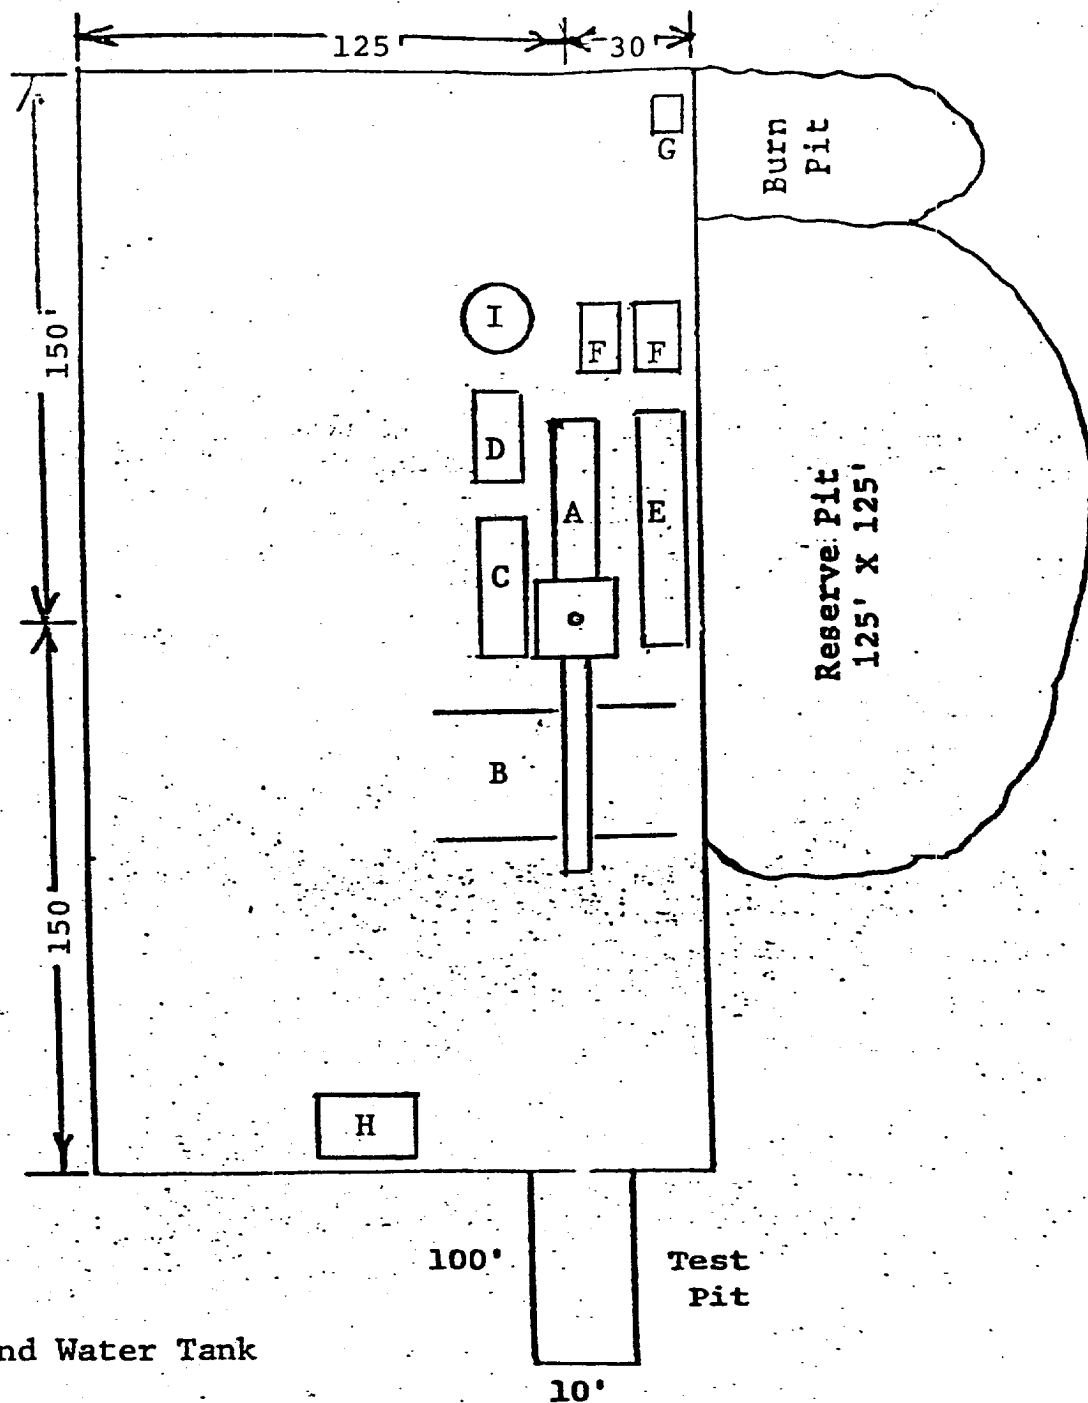 125
30
G
Burn
Pit
150'
I
F
F
D
A
E
C
Reserve Pit
125' X 125'
B
150
H
100'
Test
Pit
nd Water Tank
10'